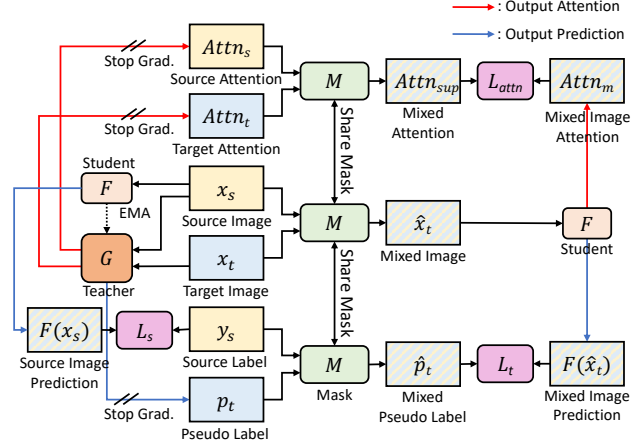 : Output Attention
: Output Prediction
Attn_s
Stop Grad.
Source Attention
M
Attn_sup
L_attn
Attn_m
Mixed
Attention
Mixed Image
Attention
Stop Grad.
Attn_t
Target Attention
Share Mask
Student
F
EMA
x_s
Source Image
M
x̂_t
Mixed Image
F
Student
G
Teacher
x_t
Target Image
Share Mask
F(x_s)
Source Image
Prediction
L_s
y_s
Source Label
M
Mask
p̂_t
Mixed
Pseudo Label
L_t
F(x̂_t)
Mixed Image
Prediction
Stop Grad.
p_t
Pseudo Label